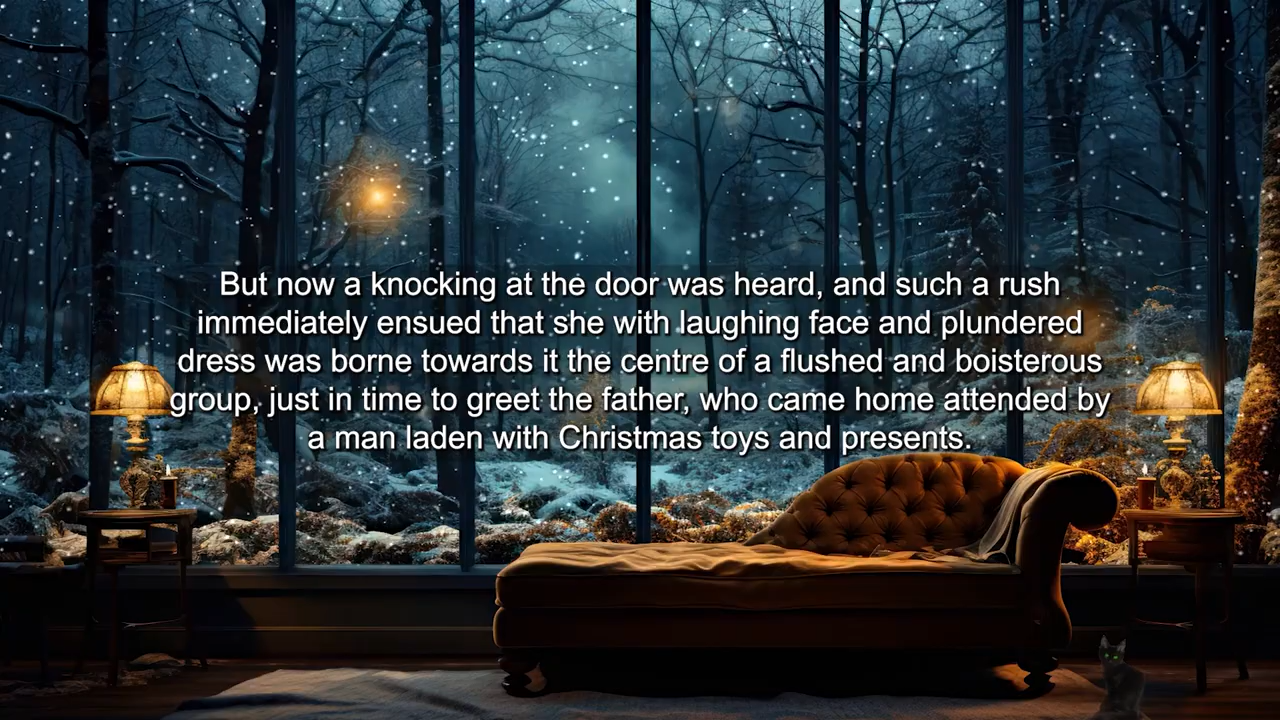 But now a knocking at the door was heard, and such a rush
immediately ensued that she with laughing face and plundered
dress was borne towards it the centre of a flushed and boisterous
group, just in time to greet the father, who came home attended by
a man laden with Christmas toys and presents.